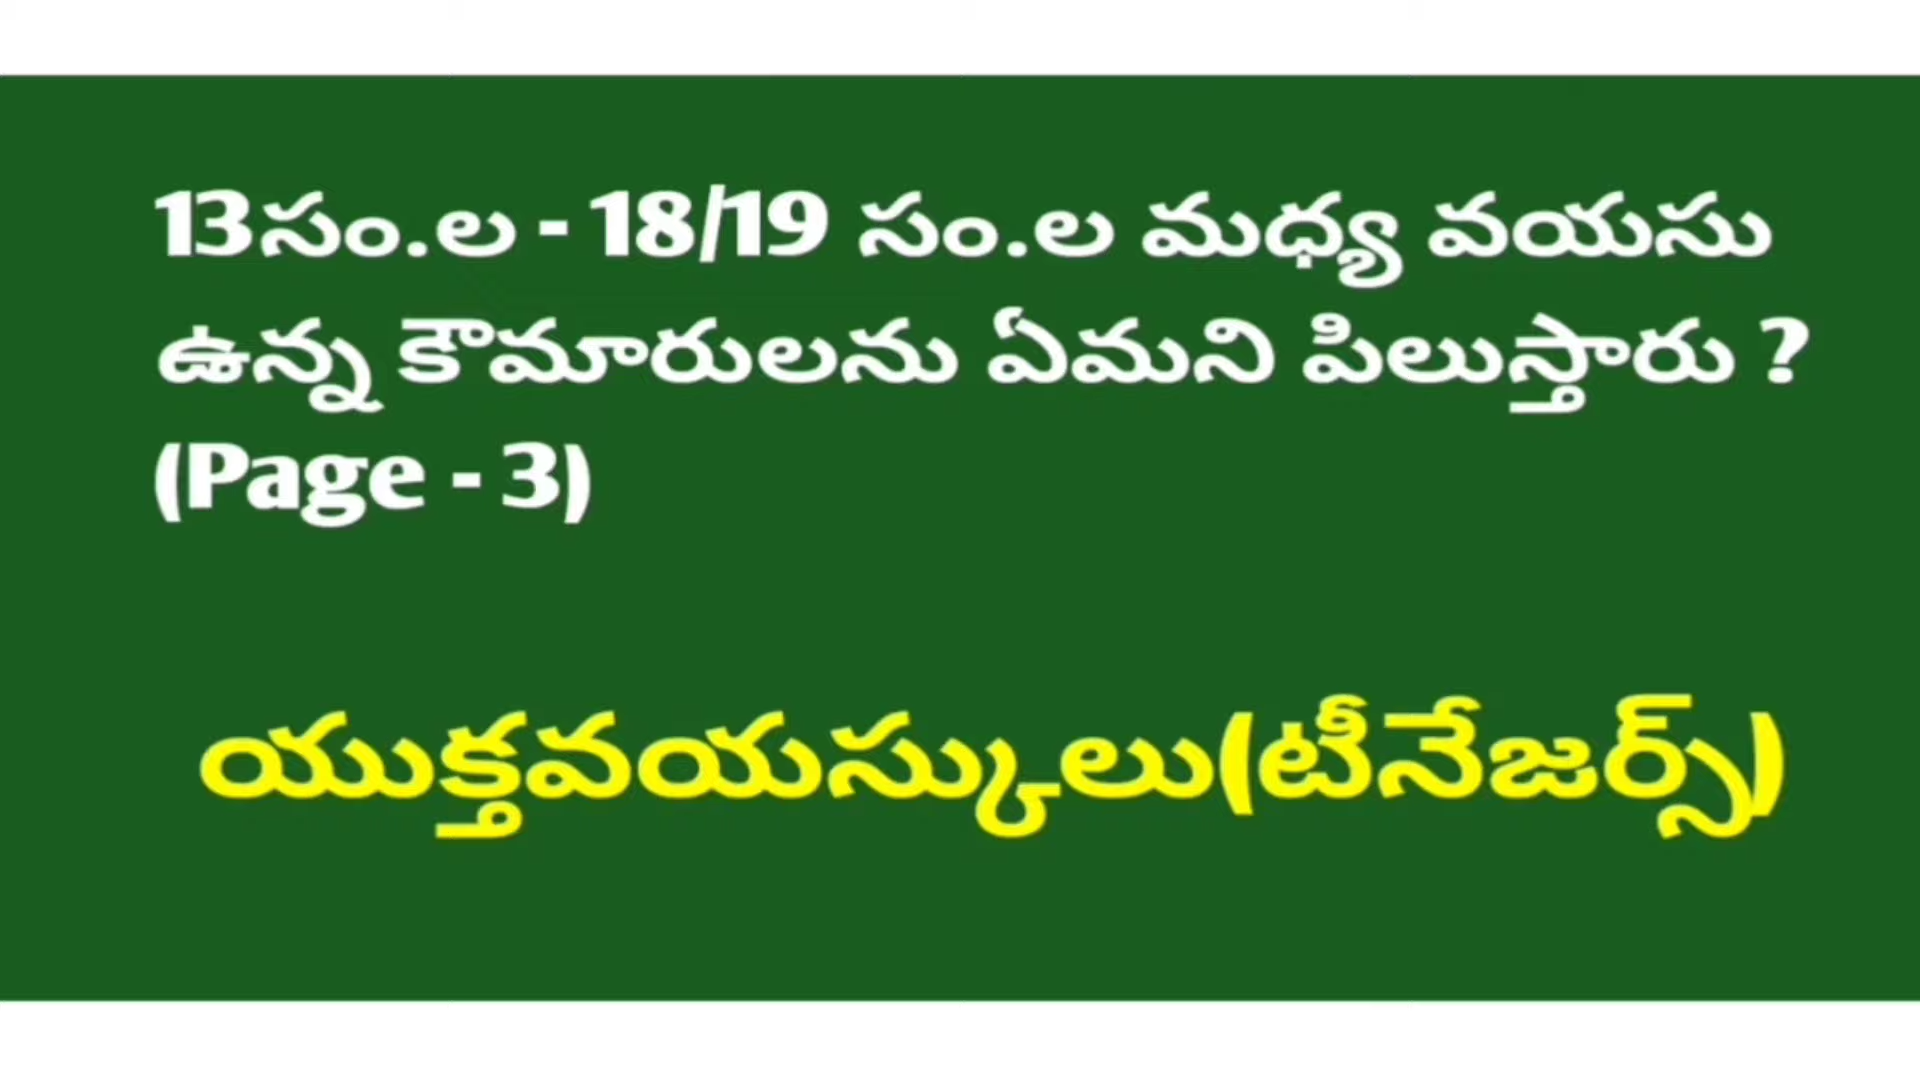 13సం.ల - 18/19 సం.ల మధ్య వయసు
ఉన్న కౌమారులను ఏమని పిలుస్తారు ?
(Page - 3)
యుక్తవయస్కులు(టీనేజర్స్)